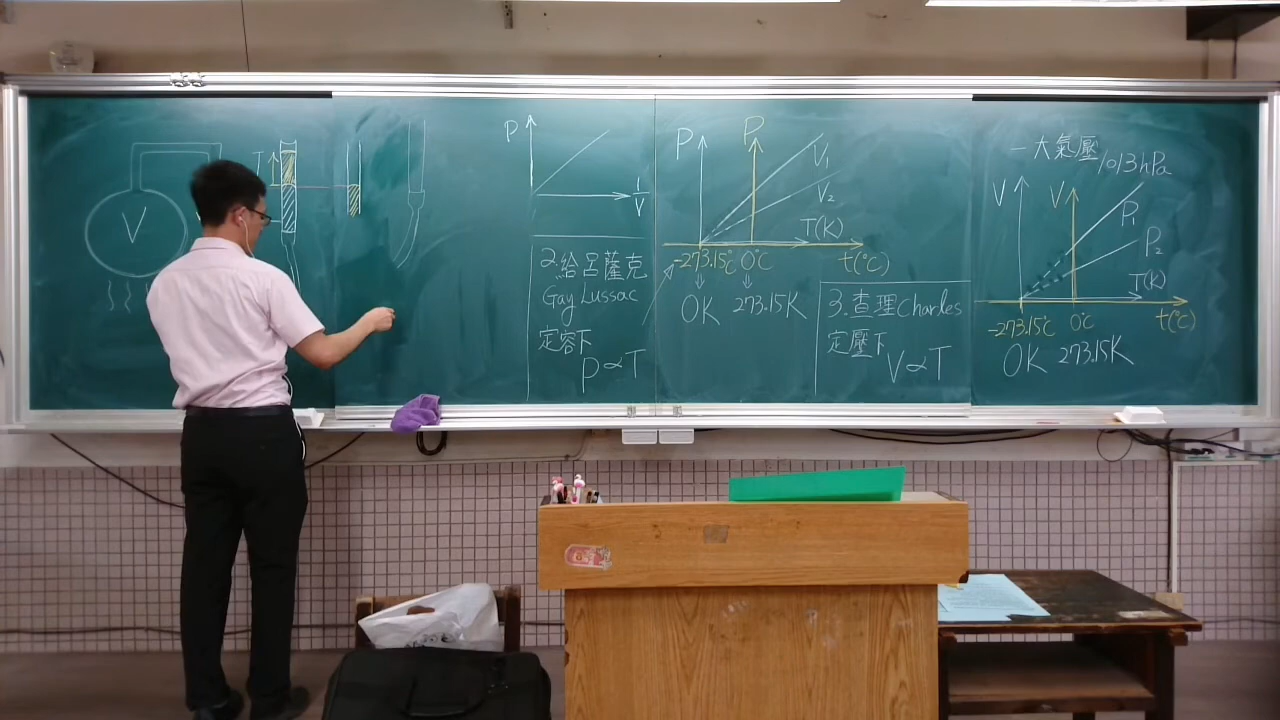 V
P
1/V
2.給呂薩克
Gay Lussac
定容下
P∝T
P
P
V₁
V₂
T(K)
-273.15℃ 0℃ t(℃)
0K 273.15K
3.查理Charles
定壓下
V∝T
一大氣壓
1013hPa
V
V
P₁
P₂
T(K)
-273.15℃ 0℃ t(℃)
0K 273.15K